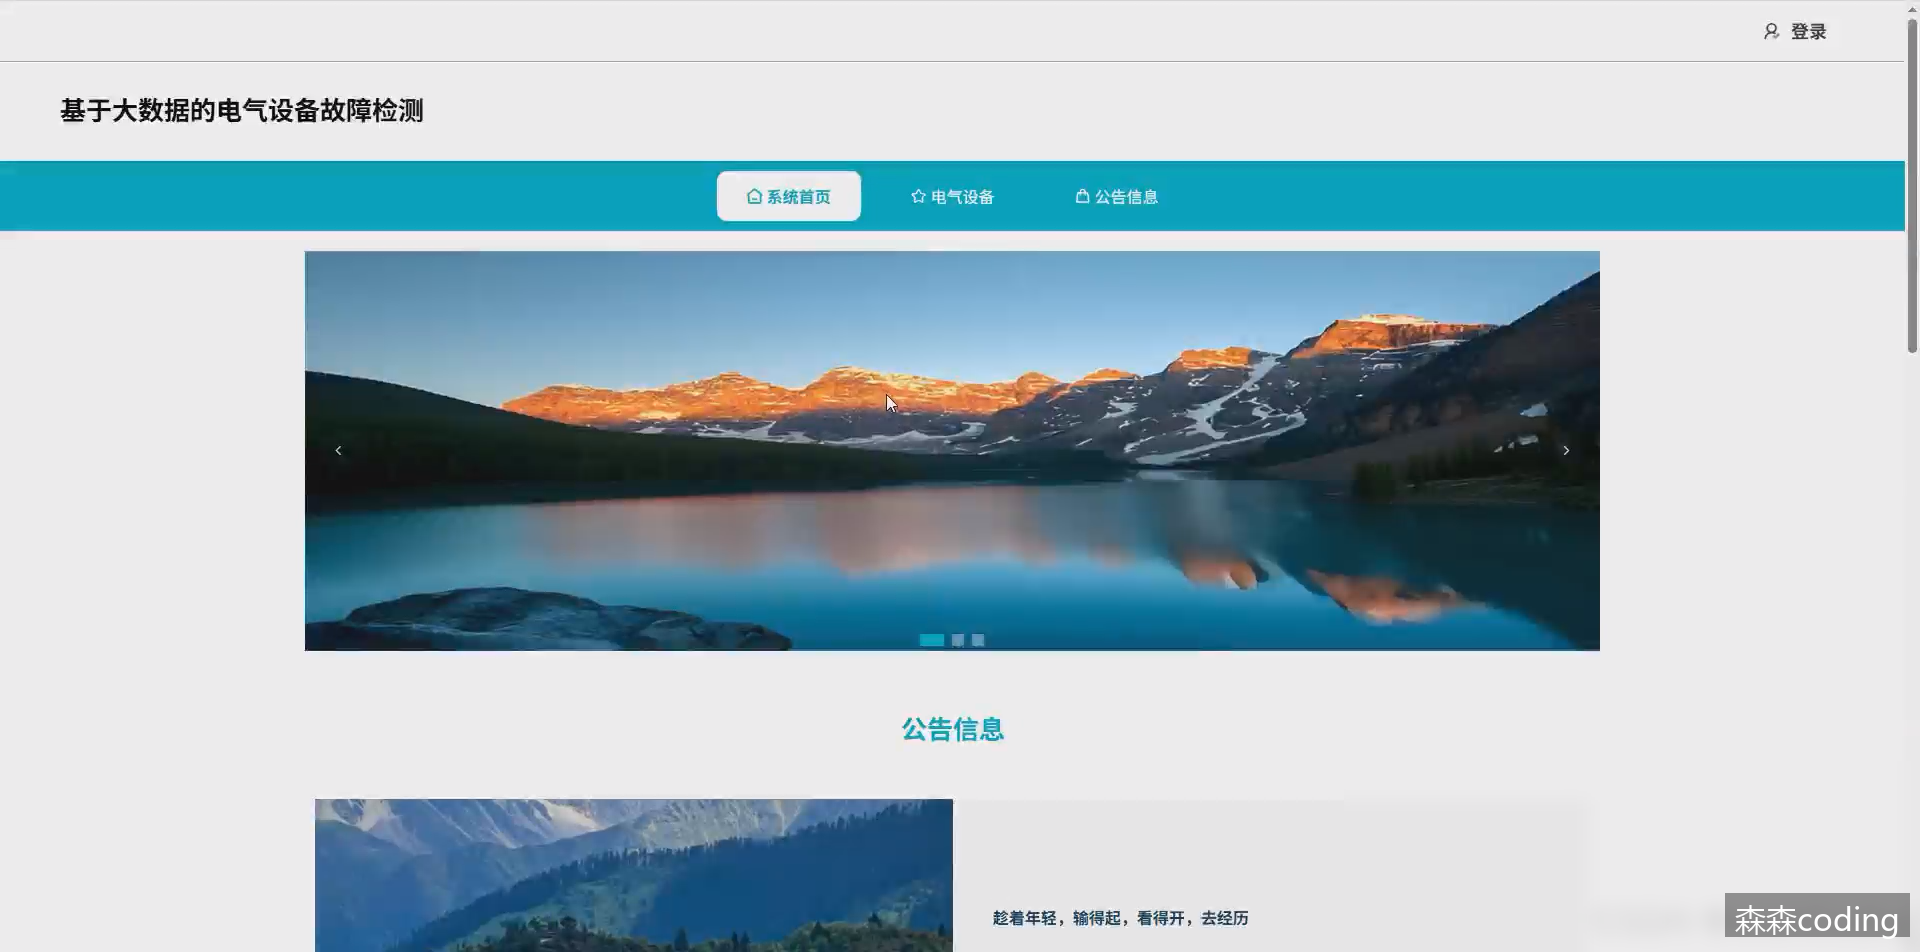 登录
基于大数据的电气设备故障检测
系统首页
电气设备
公告信息
公告信息
趁着年轻，输得起，看得开，去经历
森森coding